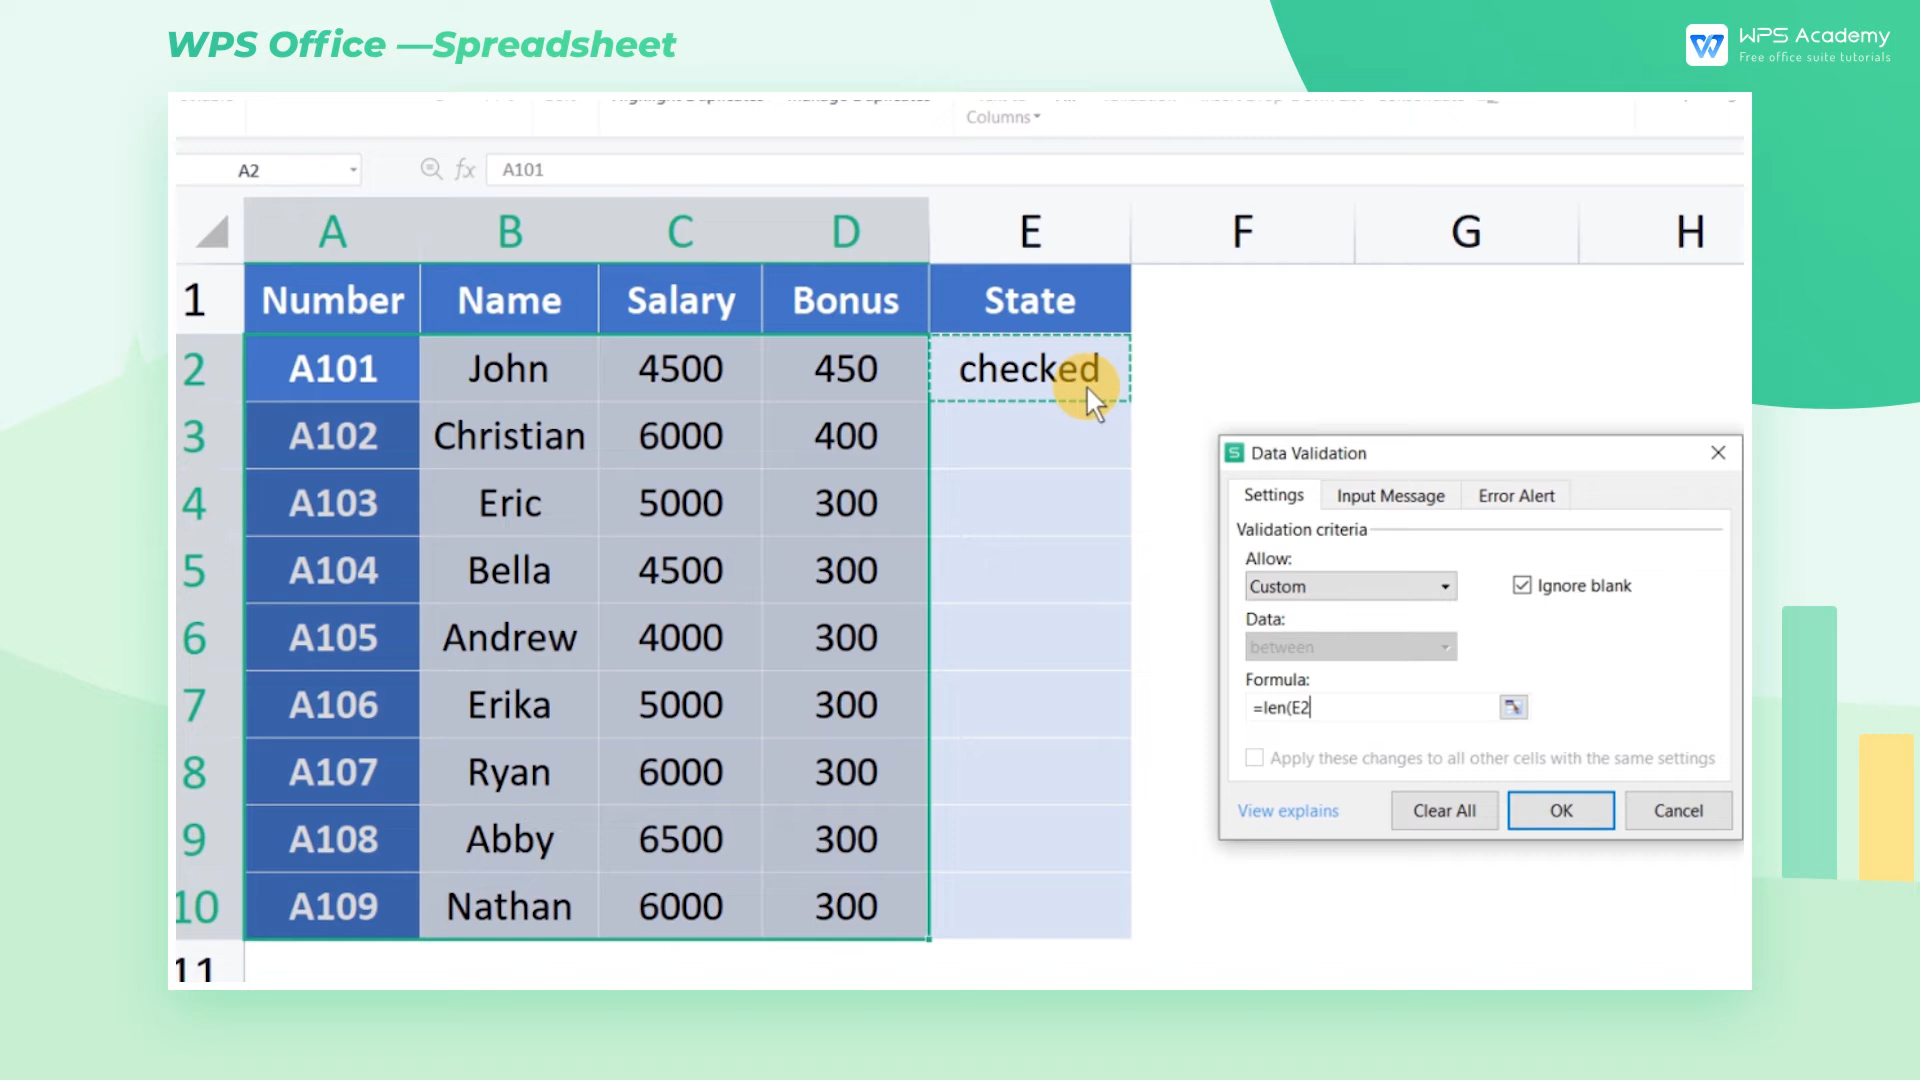 WPS Office —Spreadsheet
WPS Academy
Free office suite tutorials
Columns
A2 fx A101
A B C D E F G H
1 Number Name Salary Bonus State
2 A101 John 4500 450 checked
3 A102 Christian 6000 400
4 A103 Eric 5000 300
5 A104 Bella 4500 300
6 A105 Andrew 4000 300
7 A106 Erika 5000 300
8 A107 Ryan 6000 300
9 A108 Abby 6500 300
10 A109 Nathan 6000 300
11
S Data Validation
Settings Input Message Error Alert
Validation criteria
Allow:
Custom Ignore blank
Data:
between
Formula:
=len(E2
Apply these changes to all other cells with the same settings
View explains Clear All OK Cancel